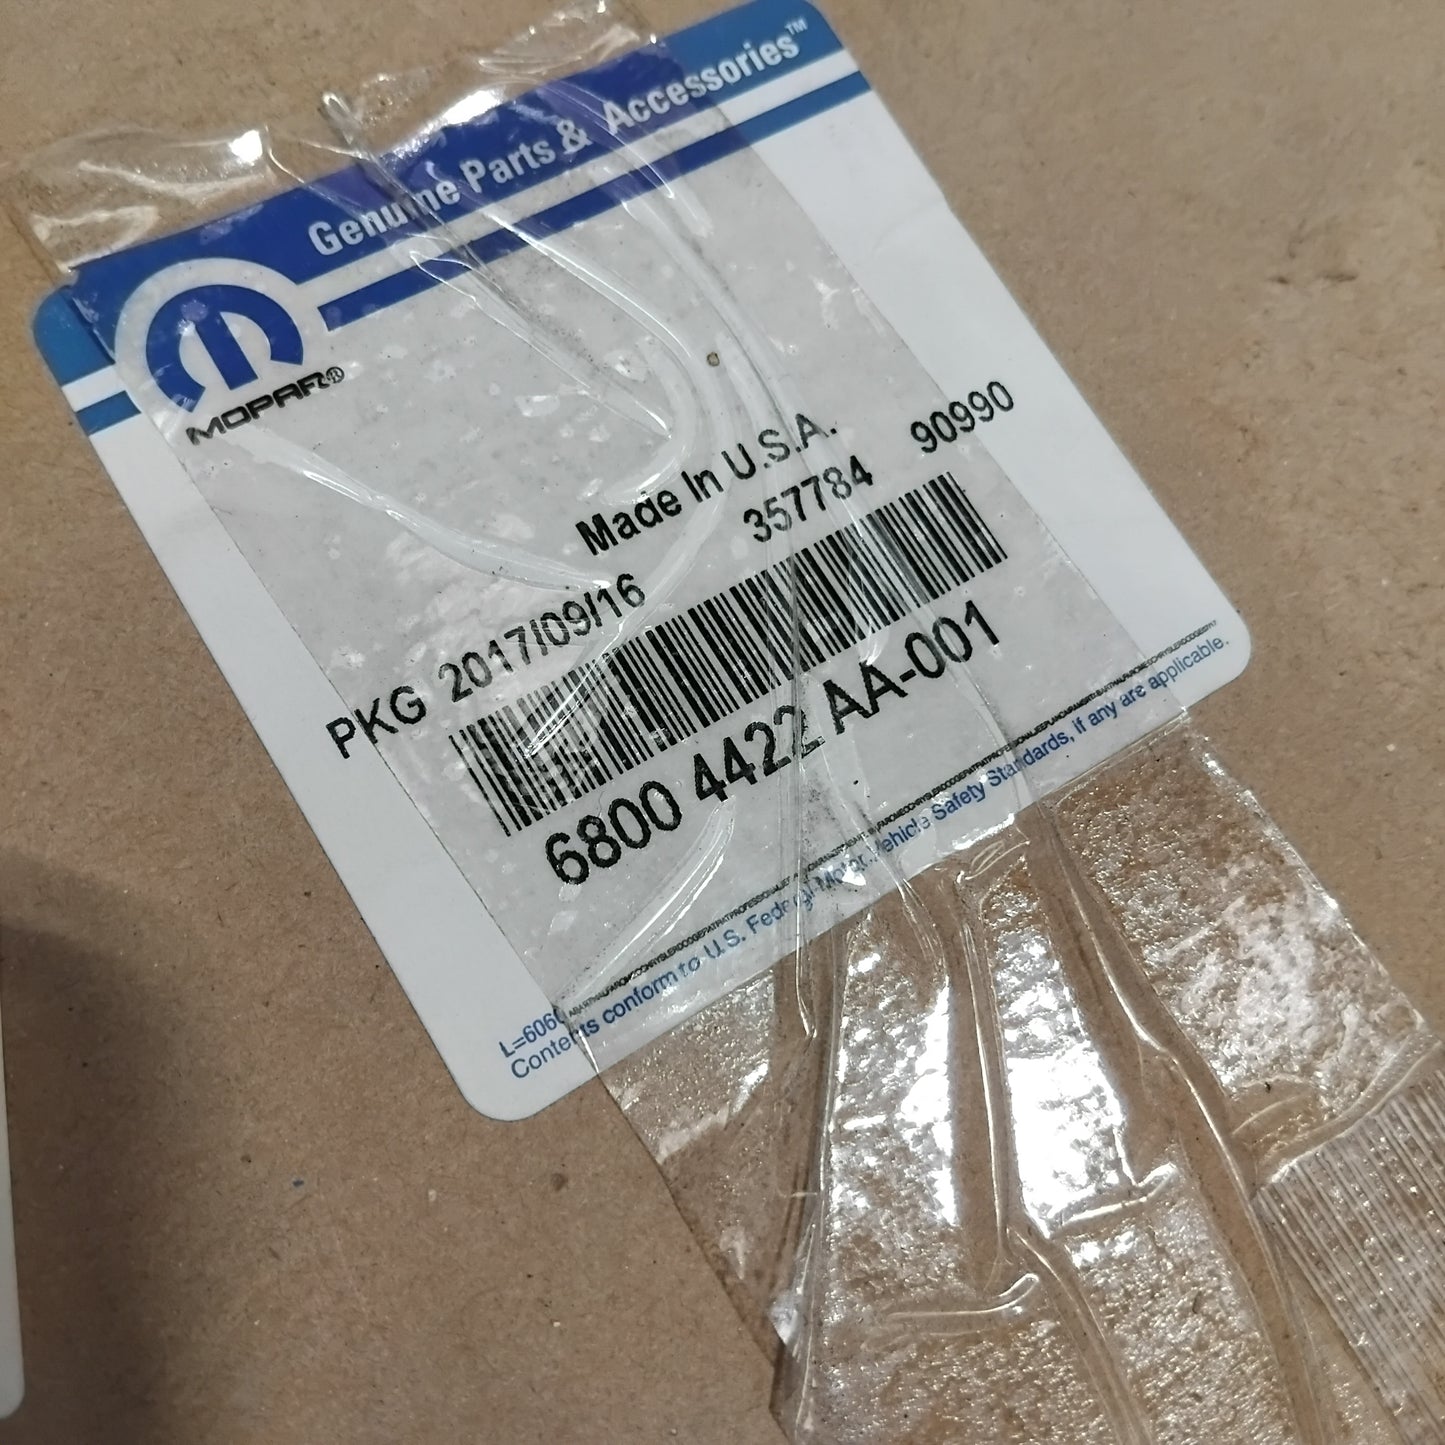 Genuine Parts & Accessories™
MOPAR®
Made In U.S.A.
357784 90990
PKG 2017/09/16
6800 4422 AA-001
L=6060
Contents conform to U.S. Federal Motor Vehicle Safety Standards, if any are applicable.